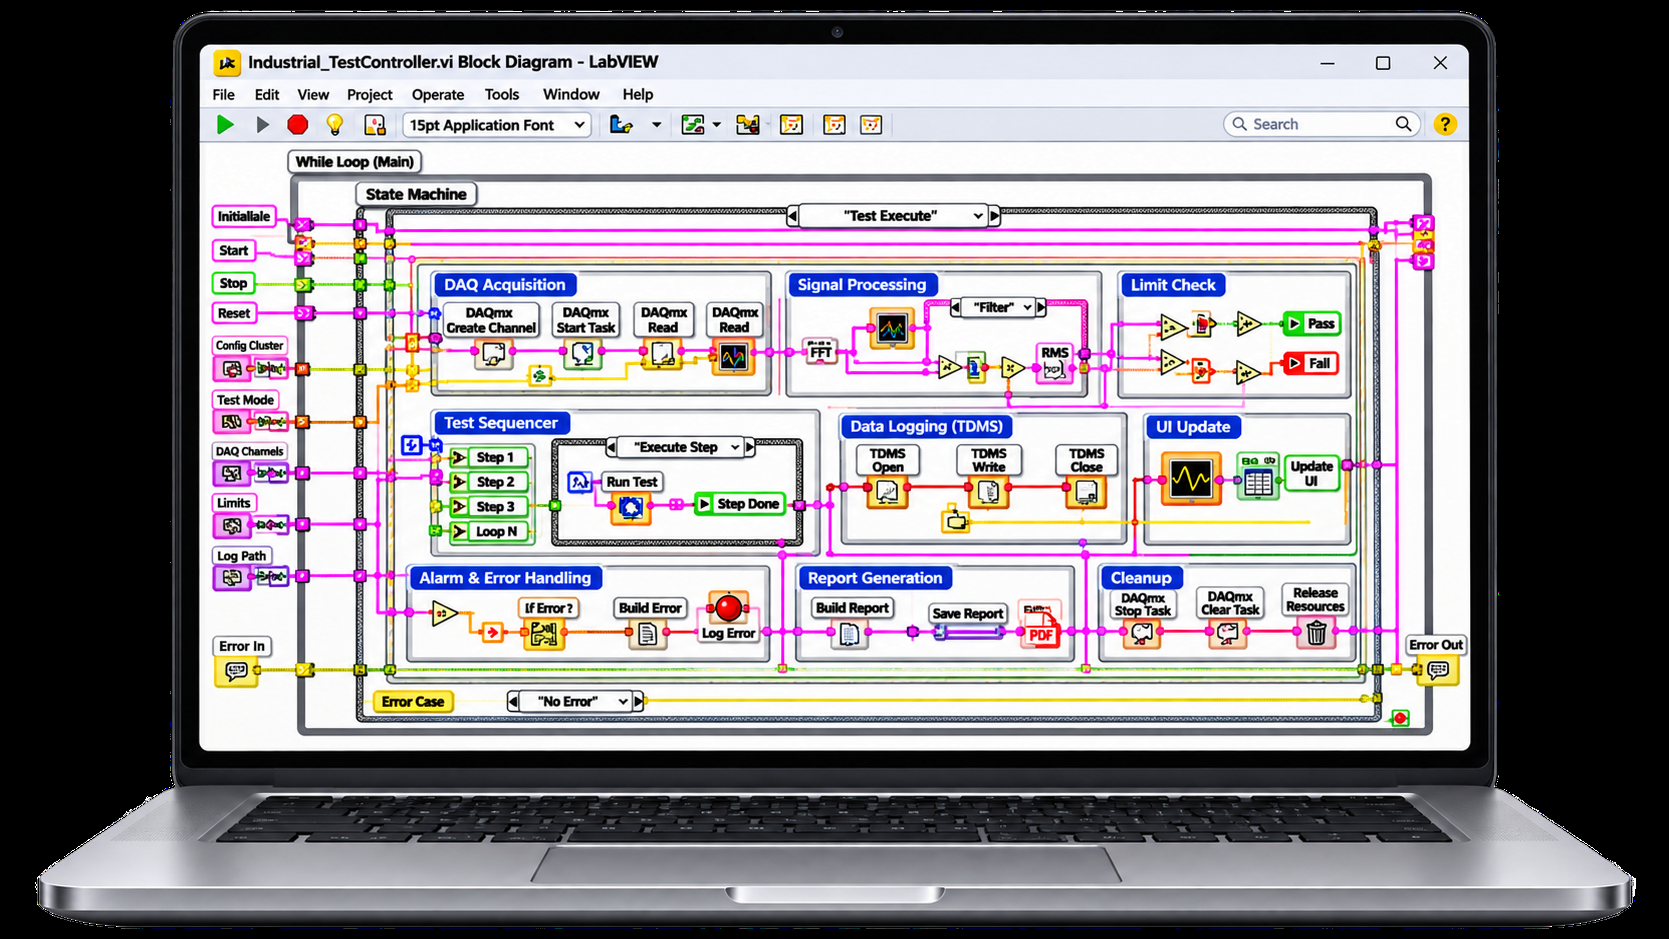 Industrial_TestController.vi Block Diagram - LabVIEW
File Edit View Project Operate Tools Window Help
15pt Application Font
Search
?
While Loop (Main)
State Machine
"Test Execute"
Initiallale
Start
Stop
Reset
Config Cluster
Test Mode
DAQ Channels
Limits
Log Path
Error In
DAQ Acquisition
DAQmx
Create Channel
DAQmx
Start Task
DAQmx
Read
DAQmx
Read
Signal Processing
"Filter"
FFT
RMS
Limit Check
Pass
Fail
Test Sequencer
Step 1
Step 2
Step 3
Loop N
"Execute Step
Run Test
Step Done
Data Logging (TDMS)
TDMS
Open
TDMS
Write
TDMS
Close
UI Update
Update
UI
Alarm & Error Handling
If Error ?
Build Error
Log Error
Report Generation
Build Report
Save Report
PDF
Cleanup
DAQmx
Stop Task
DAQmx
Clear Task
Release
Resources
Error Out
Error Case
"No Error"